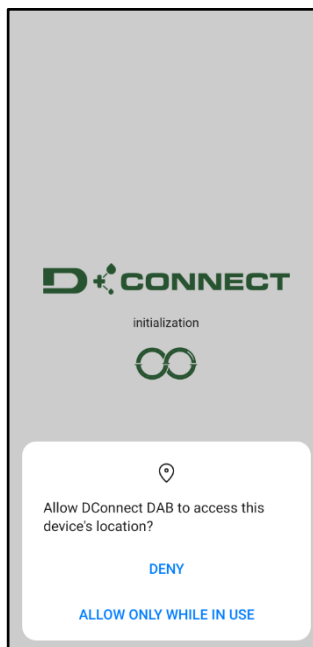 D CONNECT
initialization
Allow DConnect DAB to access this
device's location?
DENY
ALLOW ONLY WHILE IN USE